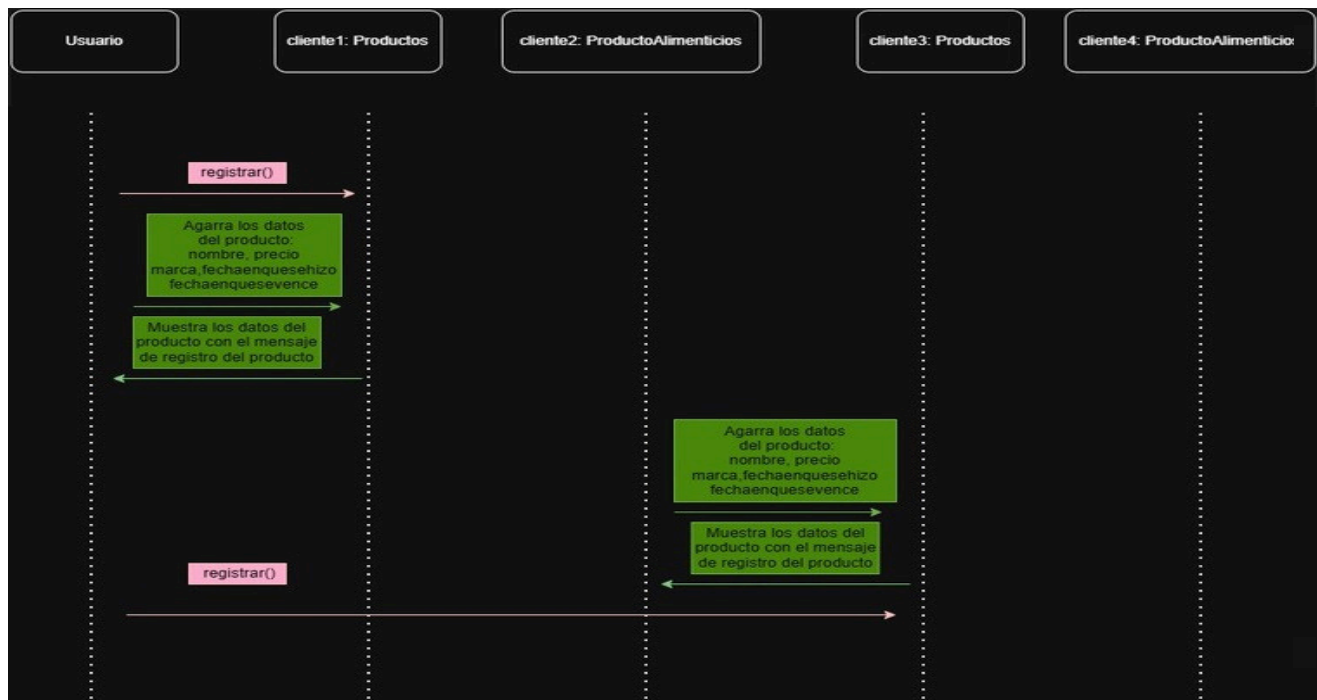 Usuario
cliente1: Productos
cliente2: ProductoAlimenticios
cliente3: Productos
cliente4: ProductoAlimenticio
registrar()
Agarra los datos
del producto:
nombre, precio
marca,fechaenquesehizo
fechaenquesevence
Muestra los datos del
producto con el mensaje
de registro del producto
Agarra los datos
del producto:
nombre, precio
marca,fechaenquesehizo
fechaenquesevence
Muestra los datos del
producto con el mensaje
de registro del producto
registrar()